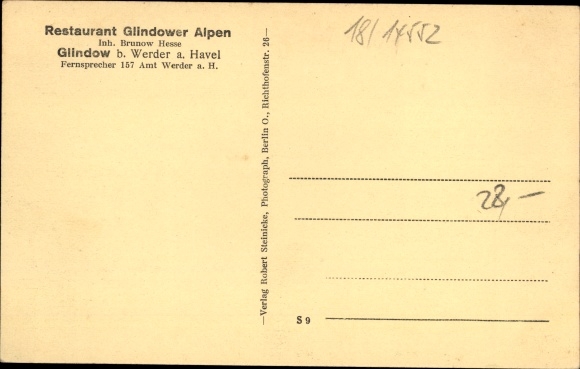 Restaurant Glindower Alpen
Inh. Brunow Hesse
Glindow b. Werder a. Havel
Fernsprecher 157 Amt Werder a. H.
—Verlag Robert Steinicke, Photograph, Berlin O., Richthofenstr. 26—
18/14552
28,—
S 9